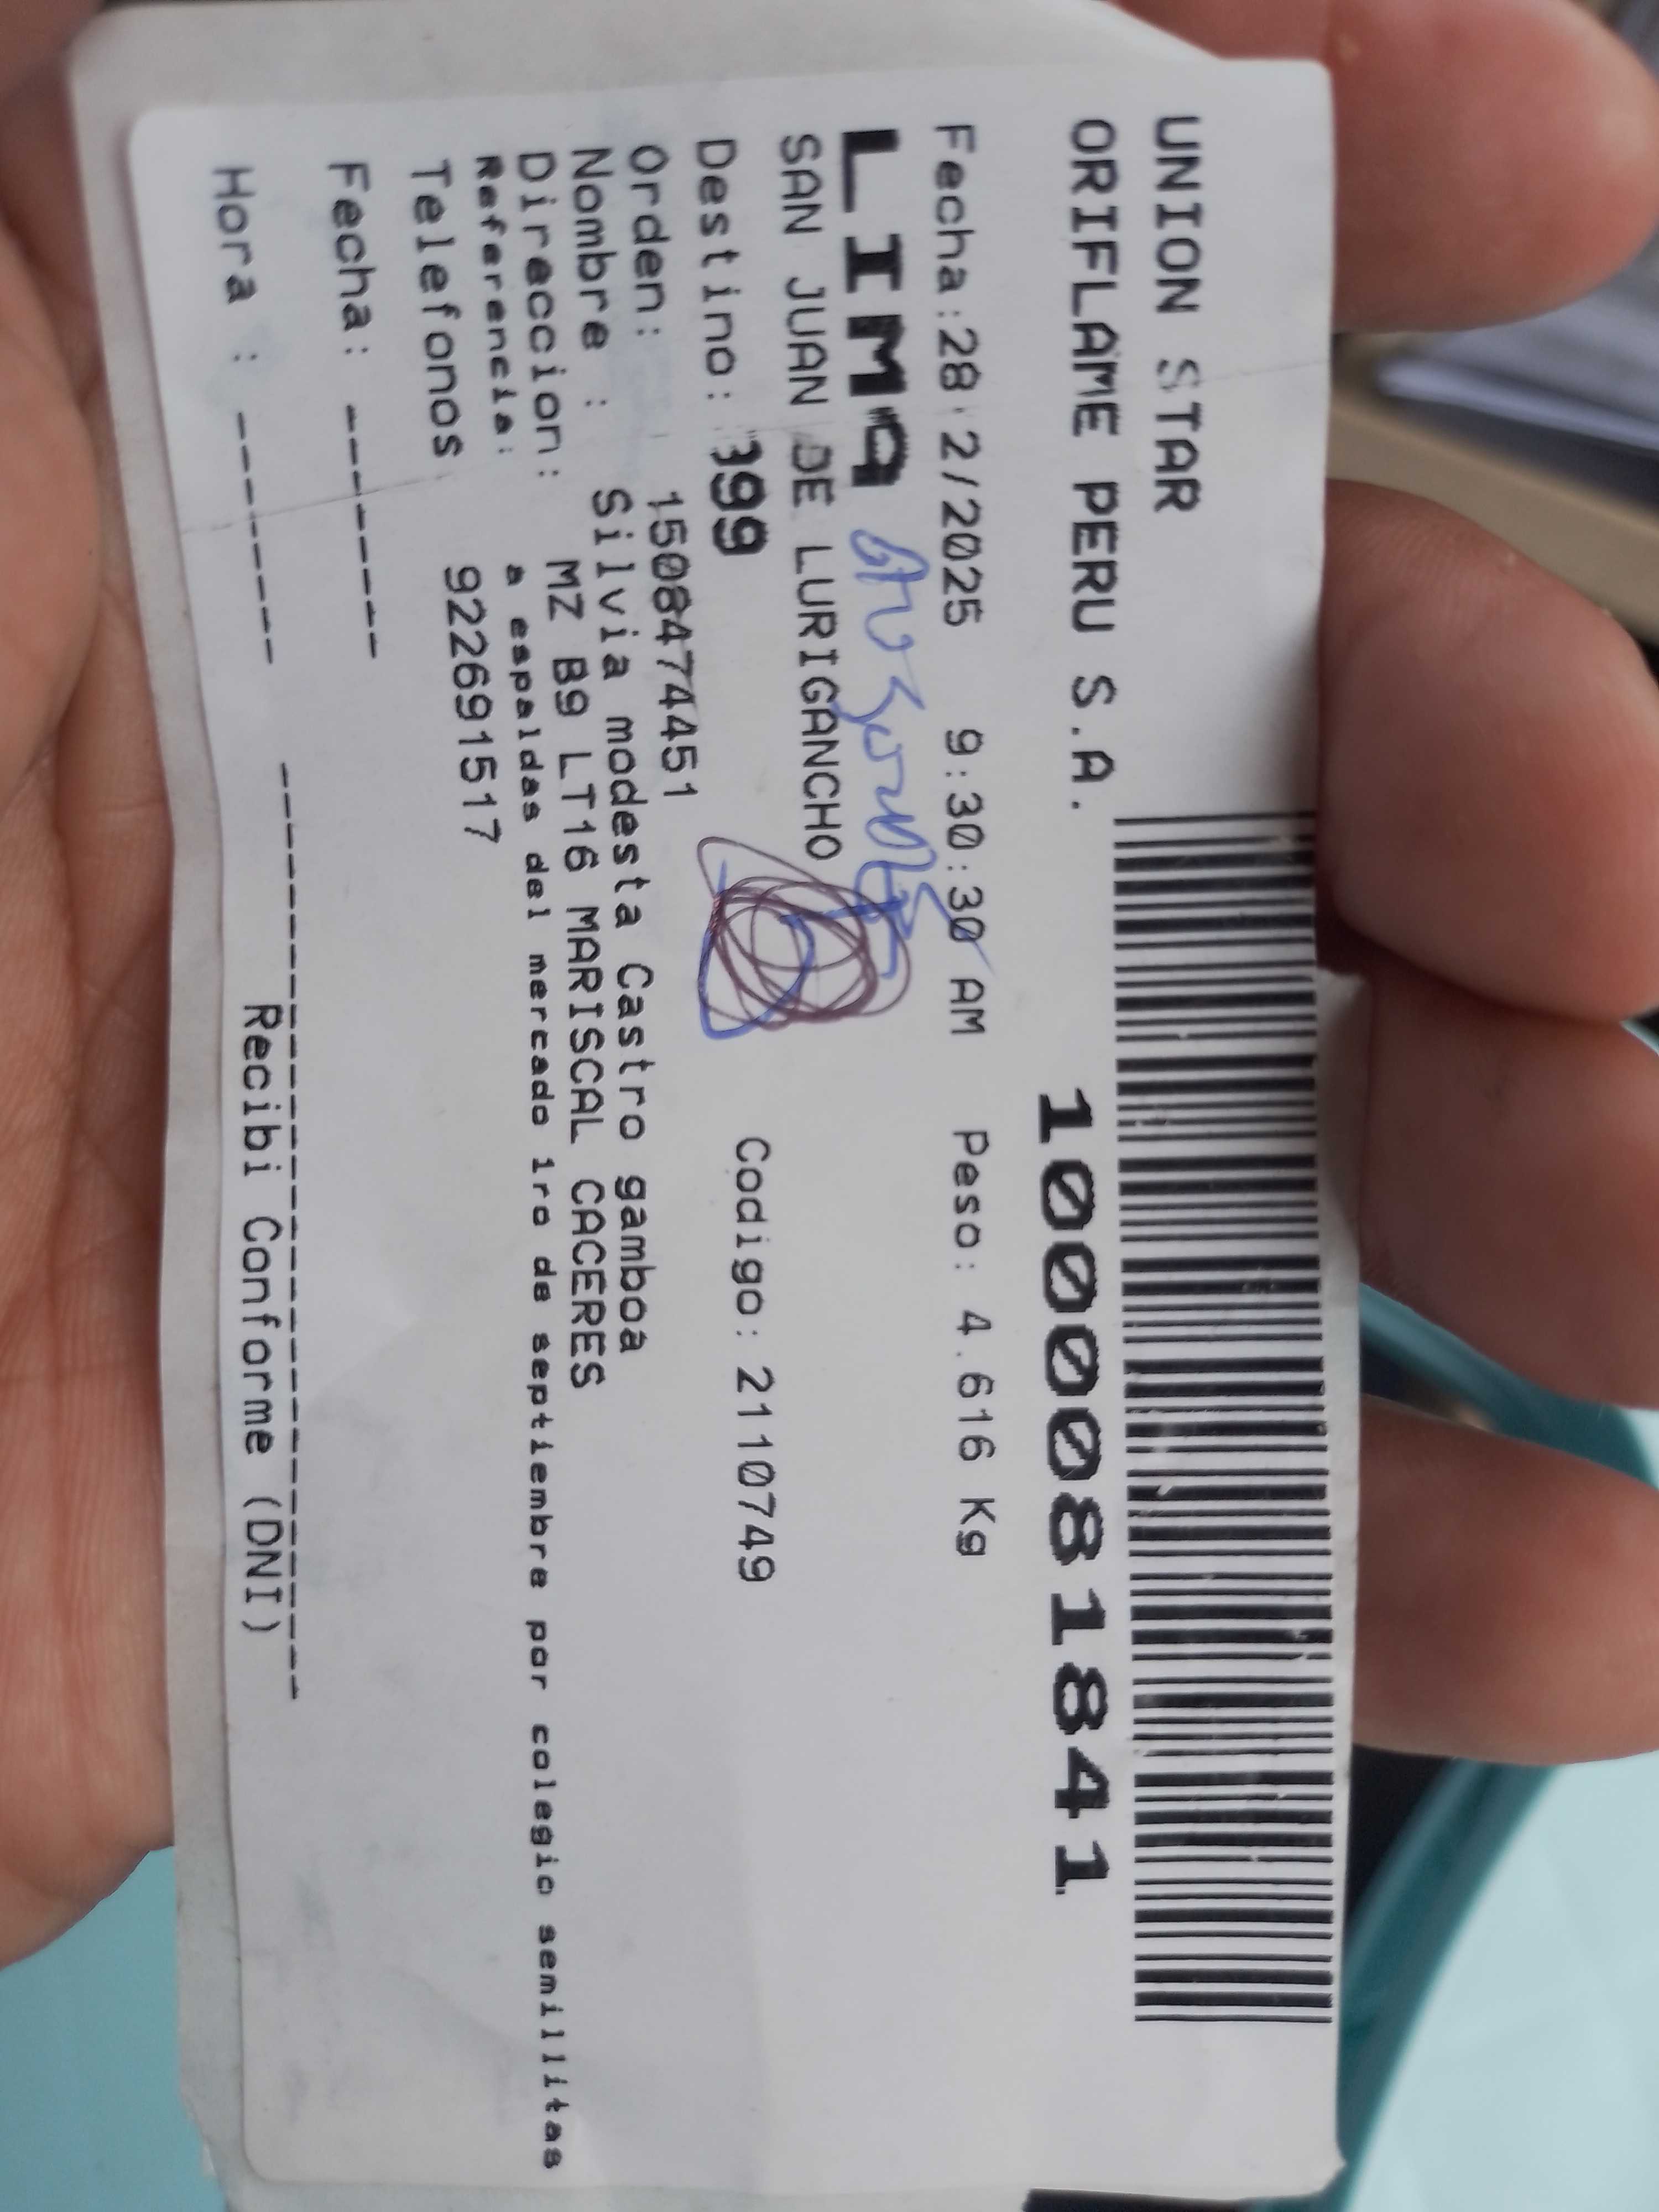 UNION STAR
ORIFLAME PERU S.A.
1000081841
Fecha:28/2/2025 9:30:30 AM Peso: 4.616 Kg
LIMA
SAN JUAN DE LURIGANCHO
Destino: 399 Codigo: 2110749
Orden: 1508474451
Nombre : Silvia modesta Castro gamboa
Direccion: MZ B9 LT16 MARISCAL CACERES
Referencia: a espaldas del mercado 1ro de septiembre por colegio semillitas
Telefonos 922691517
Fecha: -------
Hora : -------
Recibi Conforme (DNI)